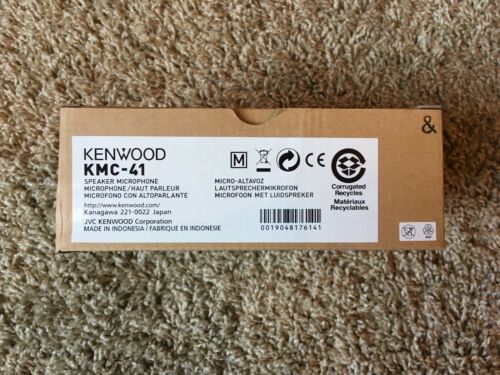 &
KENWOOD
KMC-41
SPEAKER MICROPHONE
MICROPHONE/HAUT PARLEUR
MICROFONO CON ALTOPARLANTE
MICRO-ALTAVOZ
LAUTSPRECHERMIKROFON
MICROFOON MET LUIDSPREKER
http://www.kenwood.com/
Kanagawa 221-0022 Japan
JVC KENWOOD Corporation
MADE IN INDONESIA / FABRIQUE EN INDONESIE
M
CE
0019048176141
Corrugated
Recycles
Matériaux
Recyclables